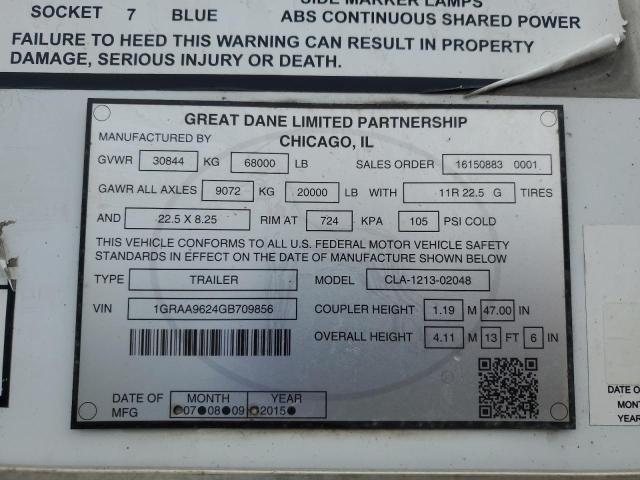 SIDE MARKER LAMPS
SOCKET 7 BLUE ABS CONTINUOUS SHARED POWER
FAILURE TO HEED THIS WARNING CAN RESULT IN PROPERTY
DAMAGE, SERIOUS INJURY OR DEATH.
GREAT DANE LIMITED PARTNERSHIP
MANUFACTURED BY CHICAGO, IL
GVWR 30844 KG 68000 LB SALES ORDER 16150883 0001
GAWR ALL AXLES 9072 KG 20000 LB WITH 11R 22.5 G TIRES
AND 22.5 X 8.25 RIM AT 724 KPA 105 PSI COLD
THIS VEHICLE CONFORMS TO ALL U.S. FEDERAL MOTOR VEHICLE SAFETY
STANDARDS IN EFFECT ON THE DATE OF MANUFACTURE SHOWN BELOW
TYPE TRAILER MODEL CLA-1213-02048
VIN 1GRAA9624GB709856 COUPLER HEIGHT 1.19 M 47.00 IN
OVERALL HEIGHT 4.11 M 13 FT 6 IN
DATE OF MFG MONTH YEAR
07 08 09 2015
DATE O
MONT
YEAR